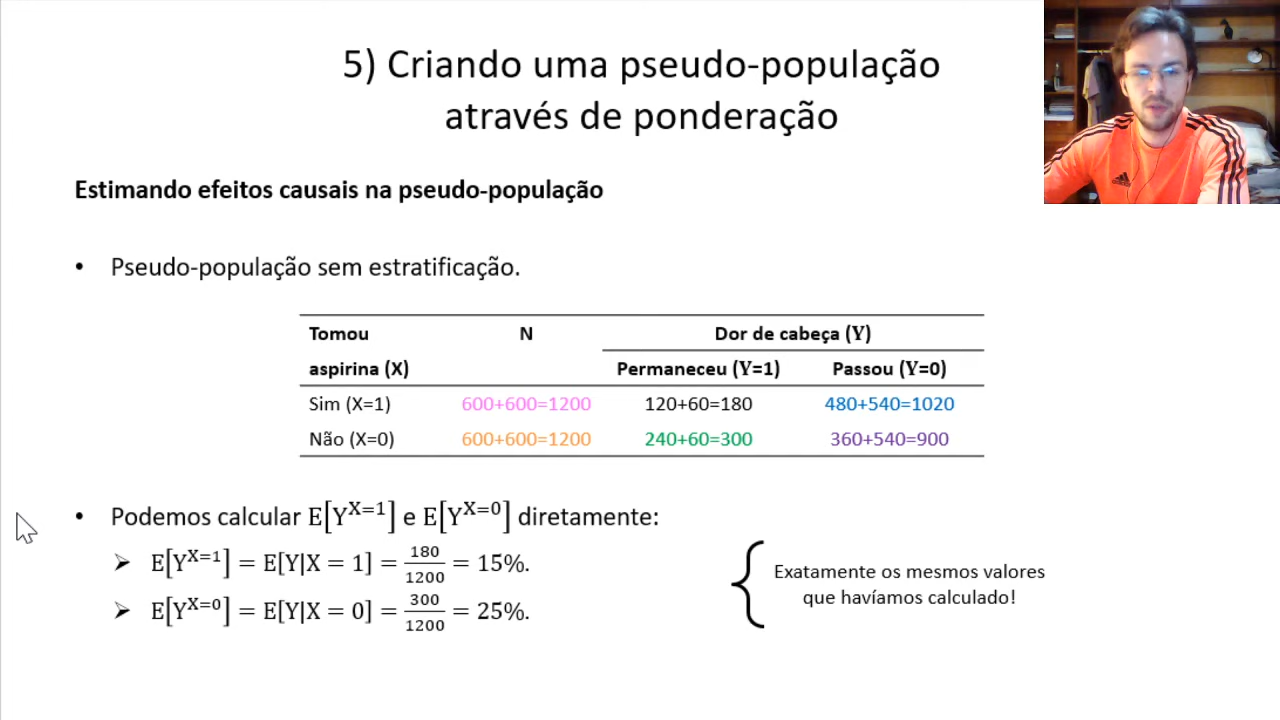 5) Criando uma pseudo-população
através de ponderação
Estimando efeitos causais na pseudo-população
• Pseudo-população sem estratificação.
Tomou N Dor de cabeça (Y)
aspirina (X) Permaneceu (Y=1) Passou (Y=0)
Sim (X=1) 600+600=1200 120+60=180 480+540=1020
Não (X=0) 600+600=1200 240+60=300 360+540=900
• Podemos calcular E[Y^{X=1}] e E[Y^{X=0}] diretamente:
➢ E[Y^{X=1}] = E[Y|X = 1] = 180/1200 = 15%.
➢ E[Y^{X=0}] = E[Y|X = 0] = 300/1200 = 25%.
Exatamente os mesmos valores
que havíamos calculado!
adidas